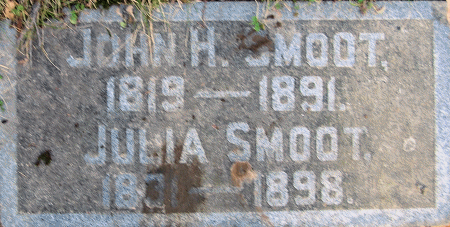 JOHN H. SMOOT.
1819 — 1891.
JULIA SMOOT.
— 1898.